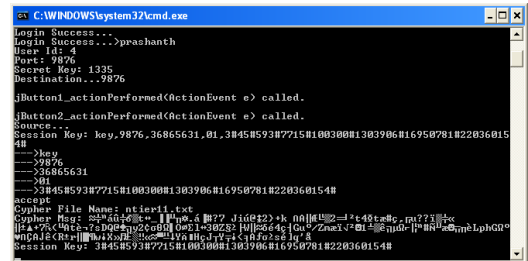 C:\WINDOWS\system32\cmd.exe
Login Success...
Login Success...>prashanth
User Id: 4
Port: 9876
Secret Key: 1335
Destination...9876
jButton1_actionPerformed(ActionEvent e) called.
jButton2_actionPerformed(ActionEvent e) called.
Source...
Session Key: key,9876,36865631,01,3#45#593#7715#100300#1303906#16950781#22036015
4#
--->key
--->9876
--->36865631
--->01
--->3#45#593#7715#100300#1303906#16950781#220360154#
accept
Cypher File Name: ntier11.txt
Cypher Msg:
Session Key: 3#45#593#7715#100300#1303906#16950781#220360154#